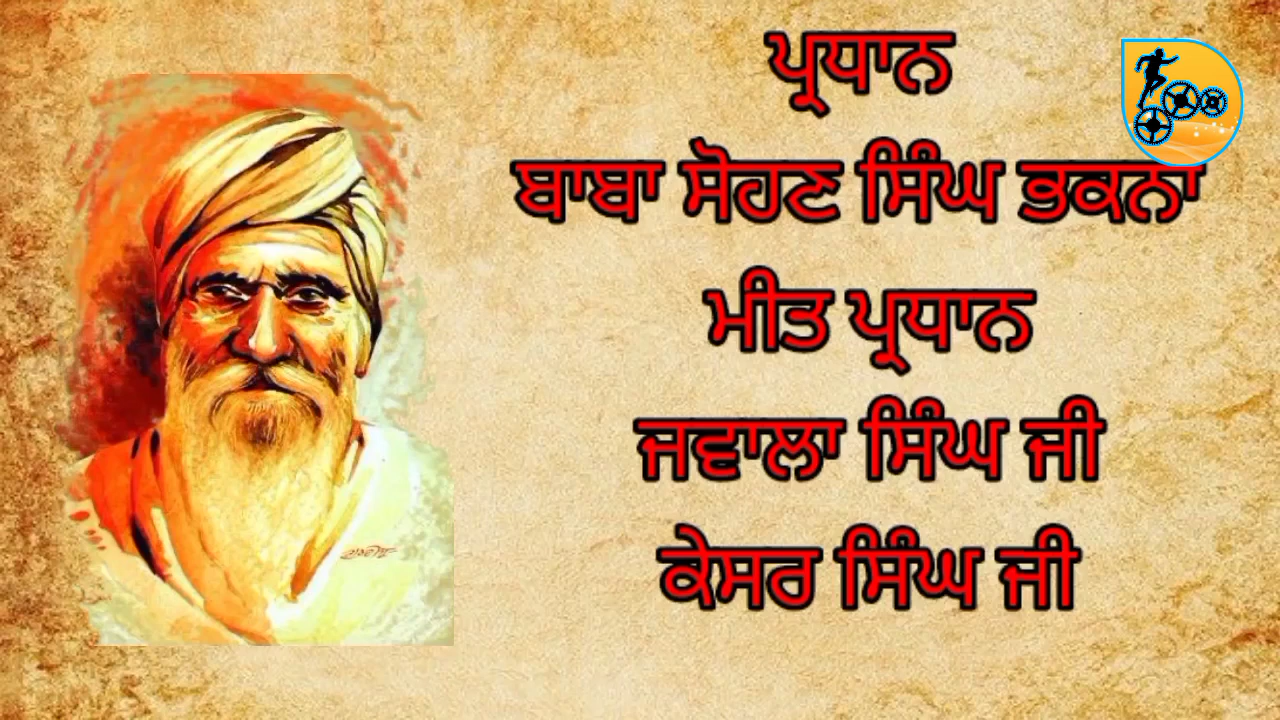 ਪ੍ਰਧਾਨ
ਬਾਬਾ ਸੋਹਣ ਸਿੰਘ ਭਕਨਾ
ਮੀਤ ਪ੍ਰਧਾਨ
ਜਵਾਲਾ ਸਿੰਘ ਜੀ
ਕੇਸਰ ਸਿੰਘ ਜੀ